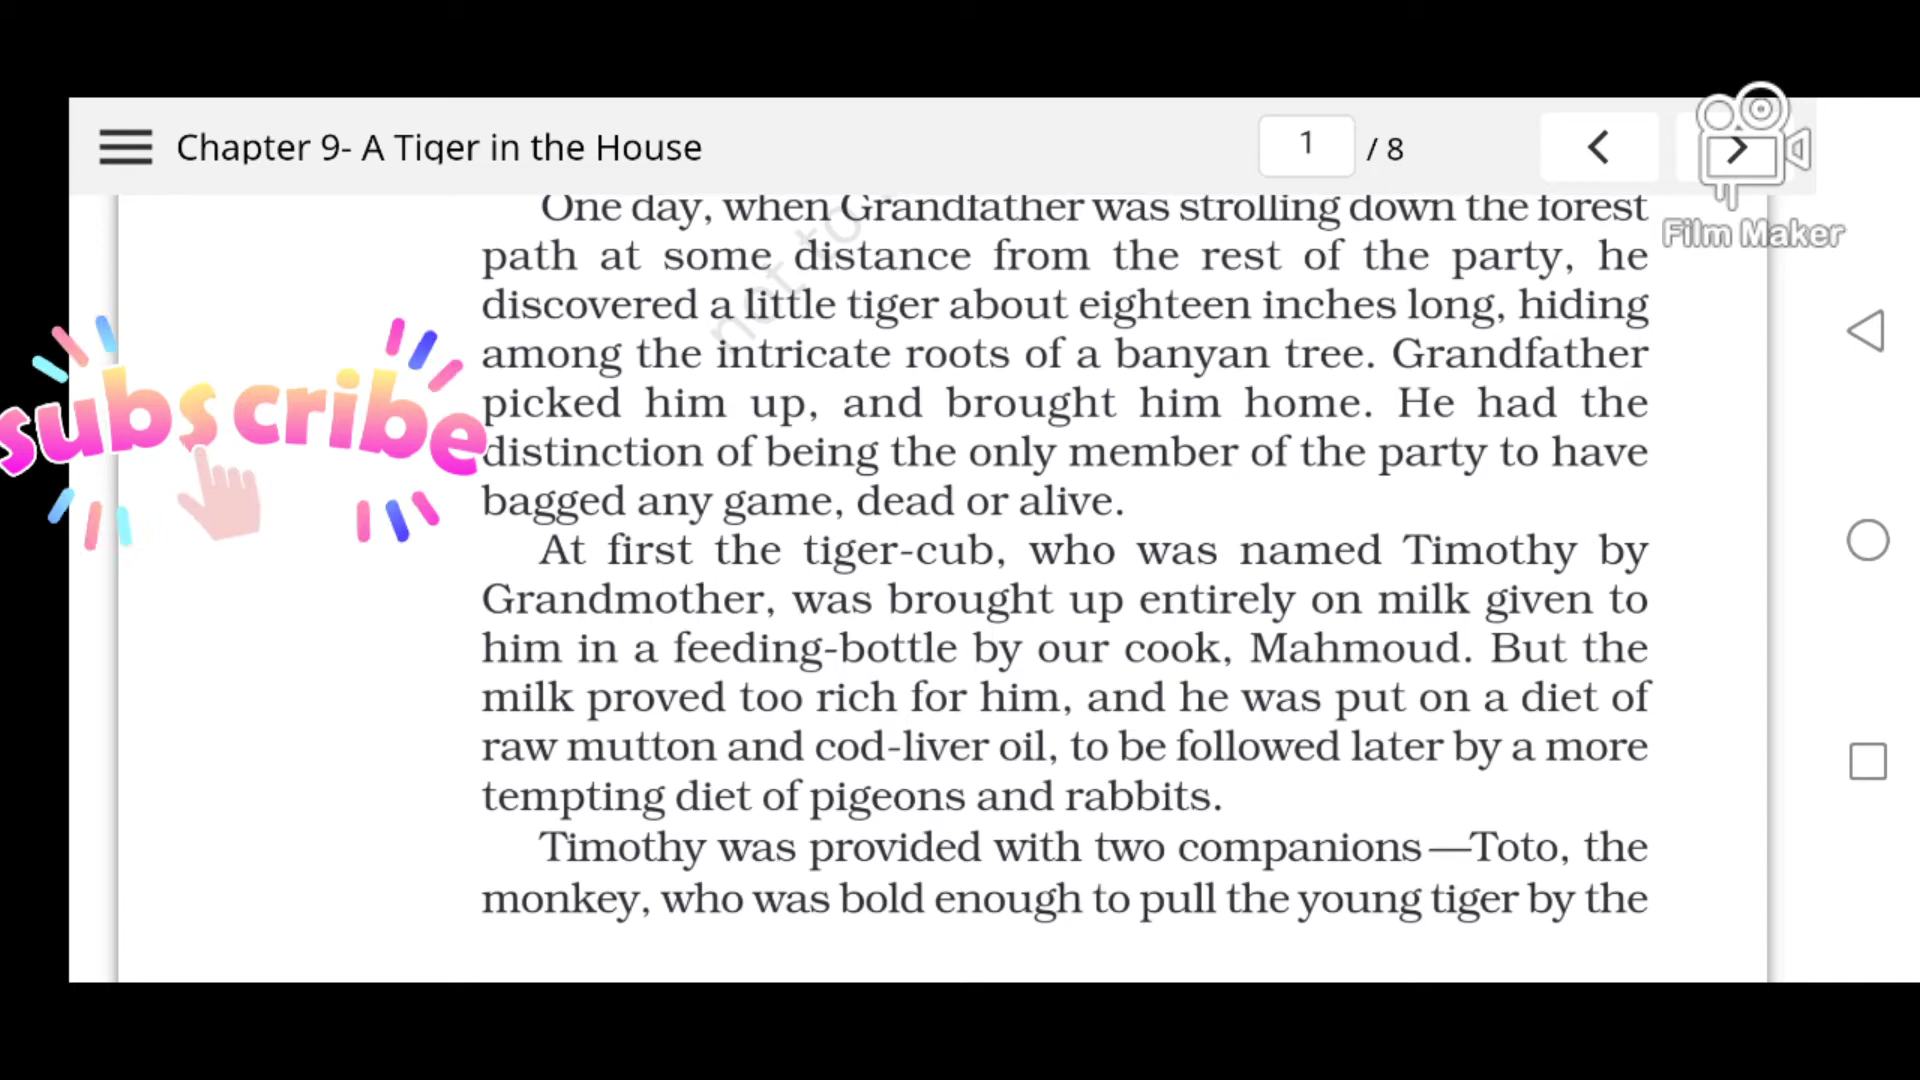 Chapter 9- A Tiger in the House
1 / 8
Film Maker
not to
One day, when Grandfather was strolling down the forest
path at some distance from the rest of the party, he
discovered a little tiger about eighteen inches long, hiding
among the intricate roots of a banyan tree. Grandfather
picked him up, and brought him home. He had the
distinction of being the only member of the party to have
bagged any game, dead or alive.
At first the tiger-cub, who was named Timothy by
Grandmother, was brought up entirely on milk given to
him in a feeding-bottle by our cook, Mahmoud. But the
milk proved too rich for him, and he was put on a diet of
raw mutton and cod-liver oil, to be followed later by a more
tempting diet of pigeons and rabbits.
Timothy was provided with two companions—Toto, the
monkey, who was bold enough to pull the young tiger by the
subscribe